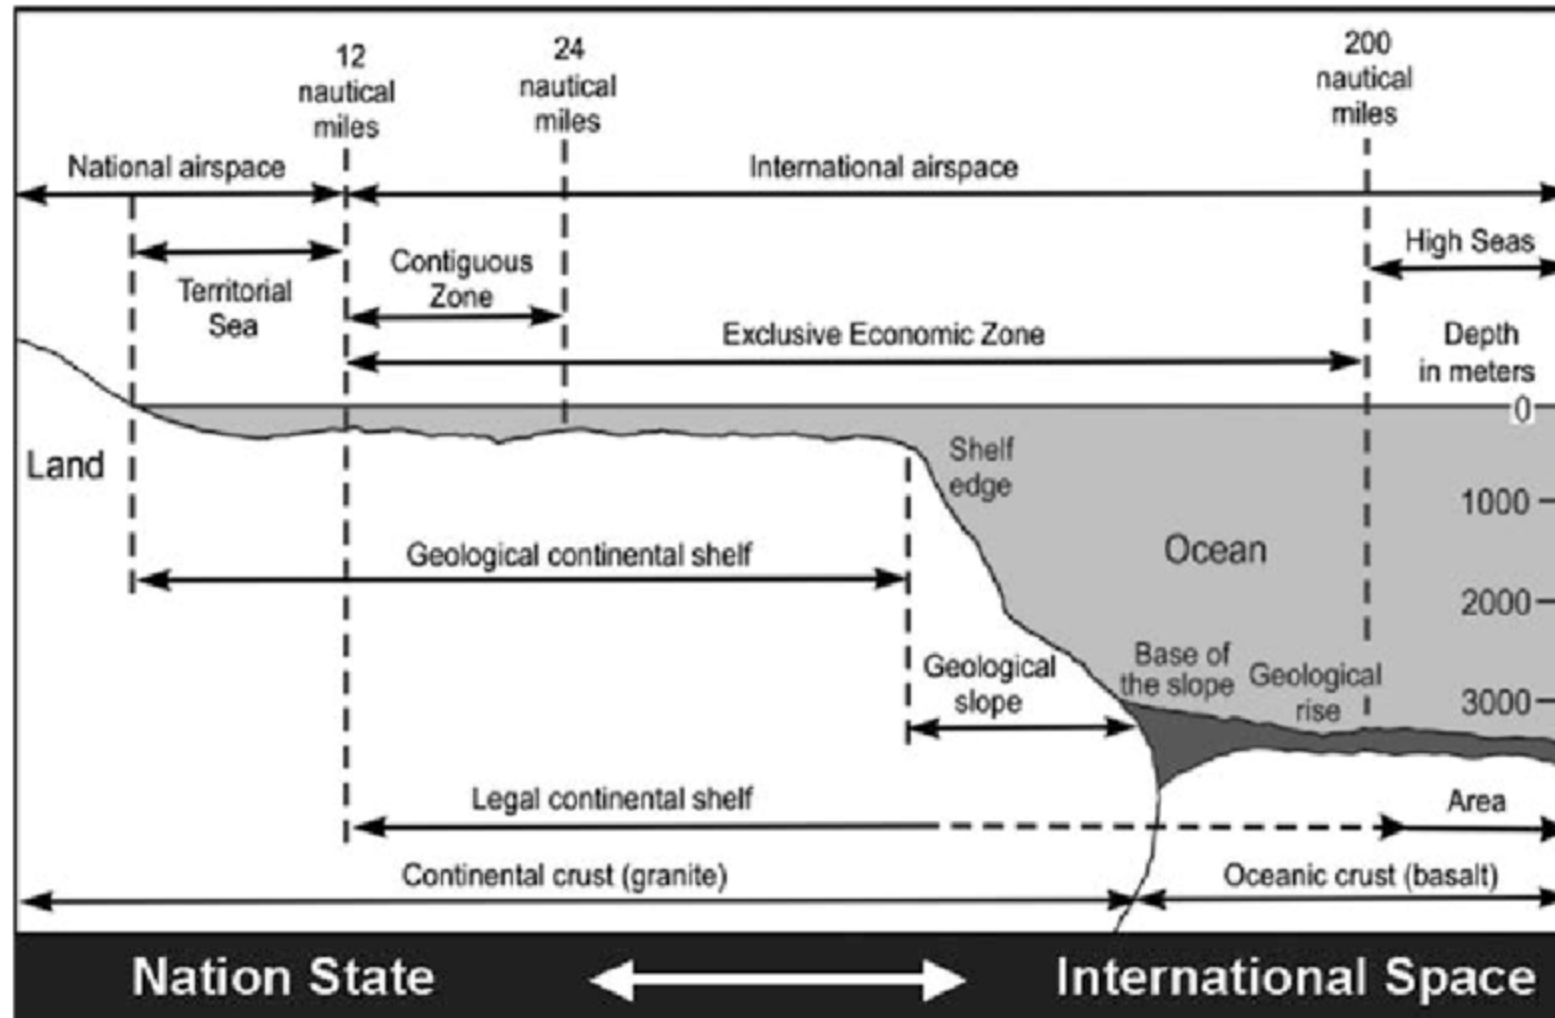 12
nautical
miles
24
nautical
miles
200
nautical
miles
National airspace
International airspace
Territorial
Sea
Contiguous
Zone
High Seas
Exclusive Economic Zone
Depth
in meters
0
Land
Shelf
edge
1000
Geological continental shelf
Ocean
2000
Geological
slope
Base of
the slope
Geological
rise
3000
Legal continental shelf
Area
Continental crust (granite)
Oceanic crust (basalt)
Nation State
International Space